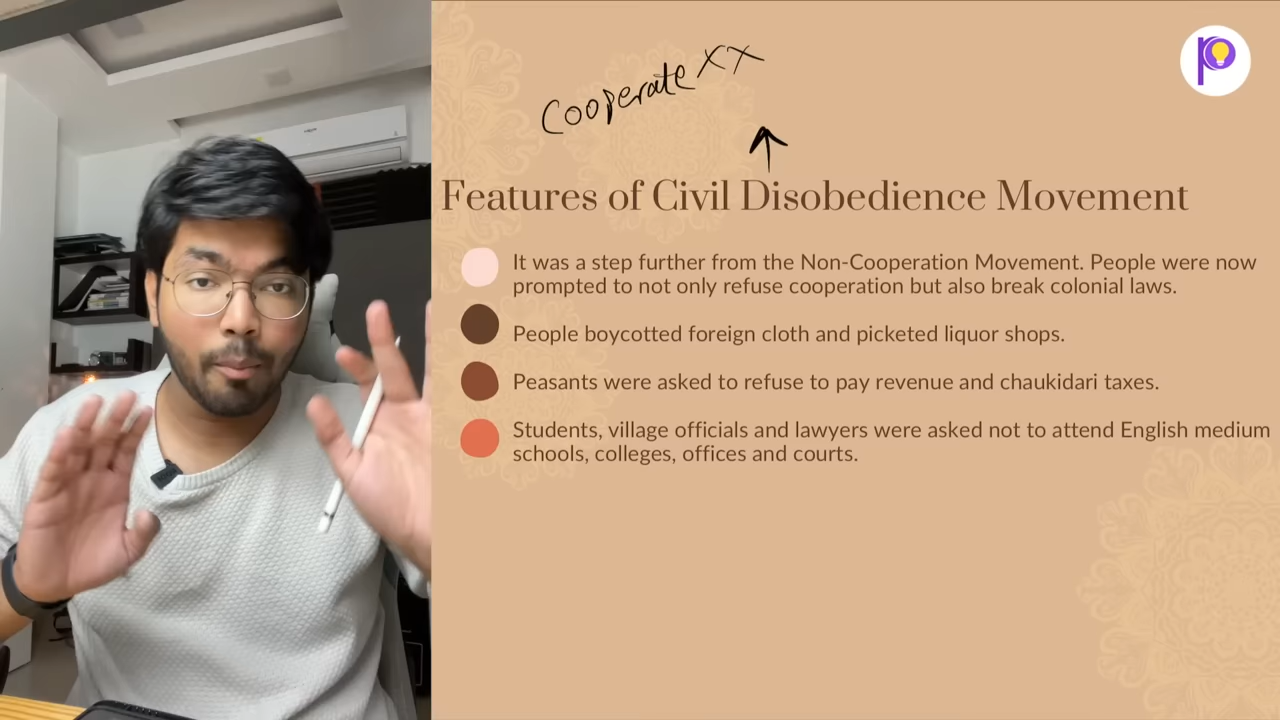 Cooperate XX
Features of Civil Disobedience Movement
It was a step further from the Non-Cooperation Movement. People were now
prompted to not only refuse cooperation but also break colonial laws.
People boycotted foreign cloth and picketed liquor shops.
Peasants were asked to refuse to pay revenue and chaukidari taxes.
Students, village officials and lawyers were asked not to attend English medium
schools, colleges, offices and courts.